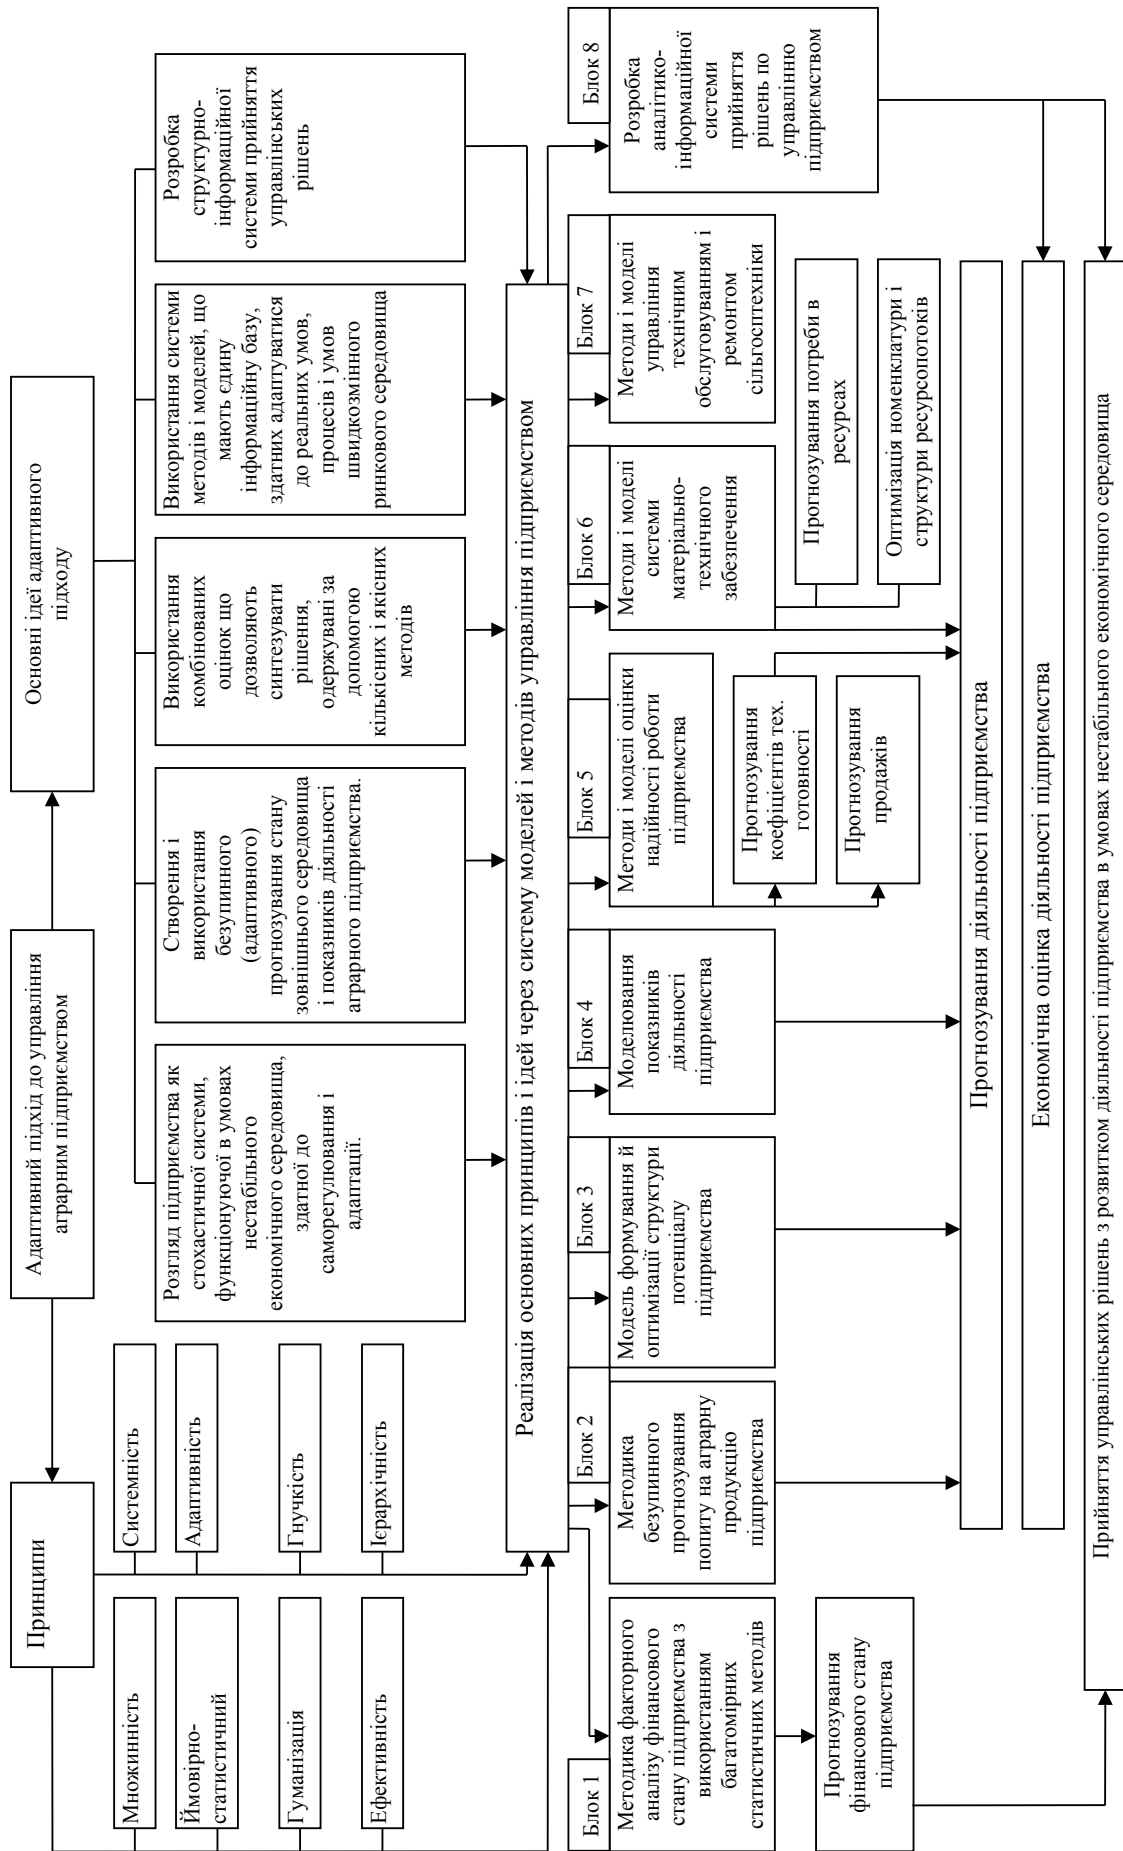 Адаптивний підхід до управління
аграрним підприємством
Принципи
Основні ідеї адаптивного
підходу
Множинність
Системність
Ймовірно-
статистичний
Адаптивність
Гуманізація
Гнучкість
Ефективність
Ієрархічність
Розгляд підприємства як
стохастичної системи,
функціонуючої в умовах
нестабільного
економічного середовища,
здатної до
саморегулювання і
адаптації.
Створення і
використання
безупинного
(адаптивного)
прогнозування стану
зовнішнього середовища
і показників діяльності
аграрного підприємства.
Використання
комбінованих
оцінок що
дозволяють
синтезувати
рішення,
одержувані за
допомогою
кількісних і якісних
методів
Використання системи
методів і моделей, що
мають єдину
інформаційну базу,
здатних адаптуватися
до реальних умов,
процесів і умов
швидкозмінного
ринкового середовища
Розробка
структурно-
інформаційної
системи прийняття
управлінських
рішень
Реалізація основних принципів і ідей через систему моделей і методів управління підприємством
Блок 1
Методика факторного
аналізу фінансового
стану підприємства з
використанням
багатомірних
статистичних методів
Блок 2
Методика
безупинного
прогнозування
попиту на аграрну
продукцію
підприємства
Блок 3
Модель формування й
оптимізації структури
потенціалу
підприємства
Блок 4
Моделювання
показників
діяльності
підприємства
Блок 5
Методи і моделі оцінки
надійності роботи
підприємства
Блок 6
Методи і моделі
системи
матеріально-
технічного
забезпечення
Блок 7
Методи і моделі
управління
технічним
обслуговуванням і
ремонтом
сільгосптехніки
Блок 8
Розробка
аналітико-
інформаційної
системи
прийняття
рішень по
управлінню
підприємством
Прогнозування
фінансового стану
підприємства
Прогнозування
коефіцієнтів тех.
готовності
Прогнозування
продажів
Прогнозування потреби в
ресурсах
Оптимізація номенклатури і
структури ресурсопотоків
Прогнозування діяльності підприємства
Економічна оцінка діяльності підприємства
Прийняття управлінських рішень з розвитком діяльності підприємства в умовах нестабільного економічного середовища